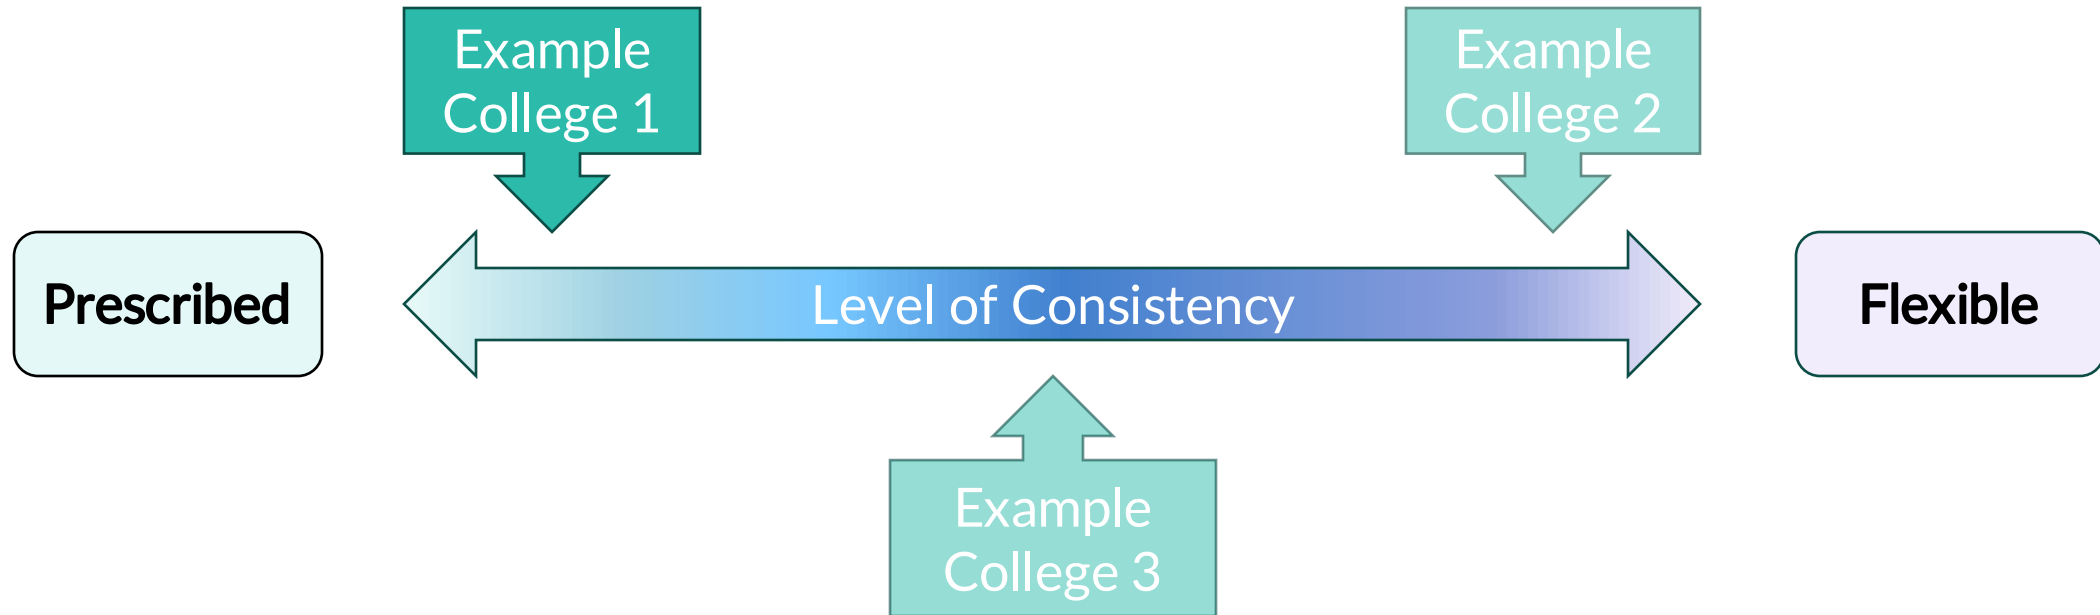 Example
College 1
Example
College 2
Prescribed
Level of Consistency
Flexible
Example
College 3